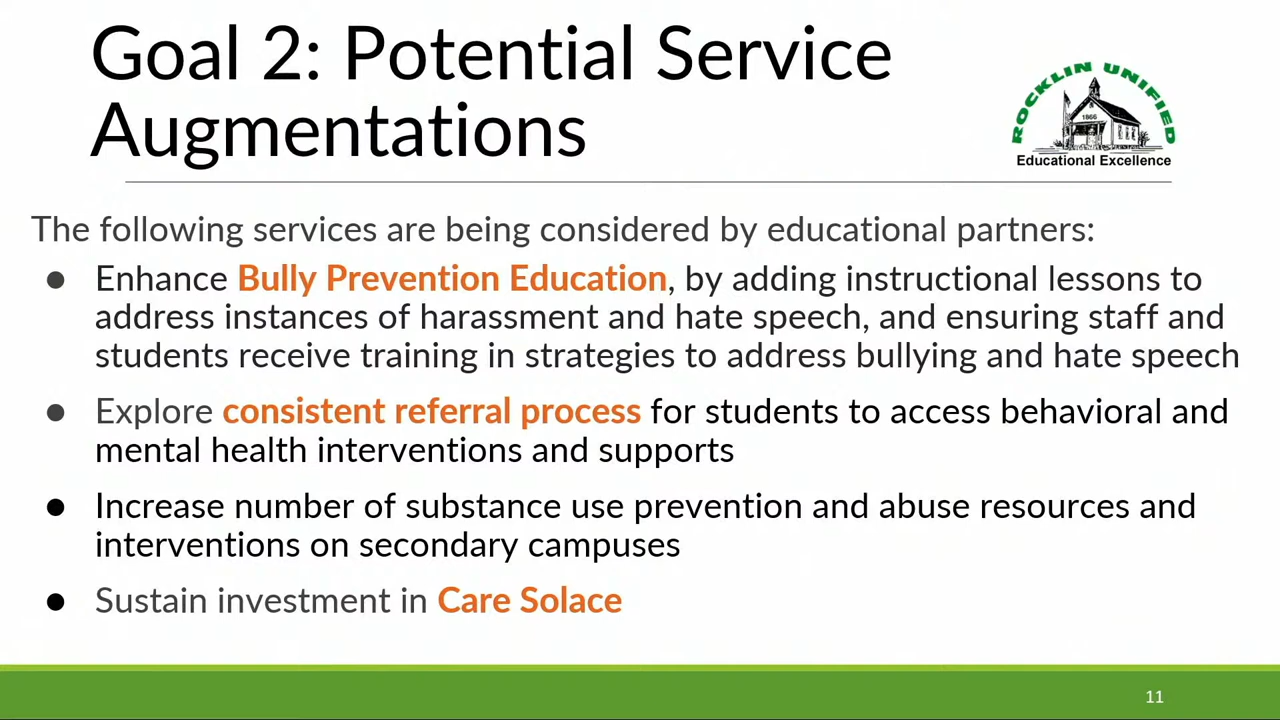 Goal 2: Potential Service
Augmentations
ROCKLIN UNIFIED
1866
Educational Excellence
The following services are being considered by educational partners:
● Enhance Bully Prevention Education, by adding instructional lessons to
address instances of harassment and hate speech, and ensuring staff and
students receive training in strategies to address bullying and hate speech
● Explore consistent referral process for students to access behavioral and
mental health interventions and supports
● Increase number of substance use prevention and abuse resources and
interventions on secondary campuses
● Sustain investment in Care Solace
11